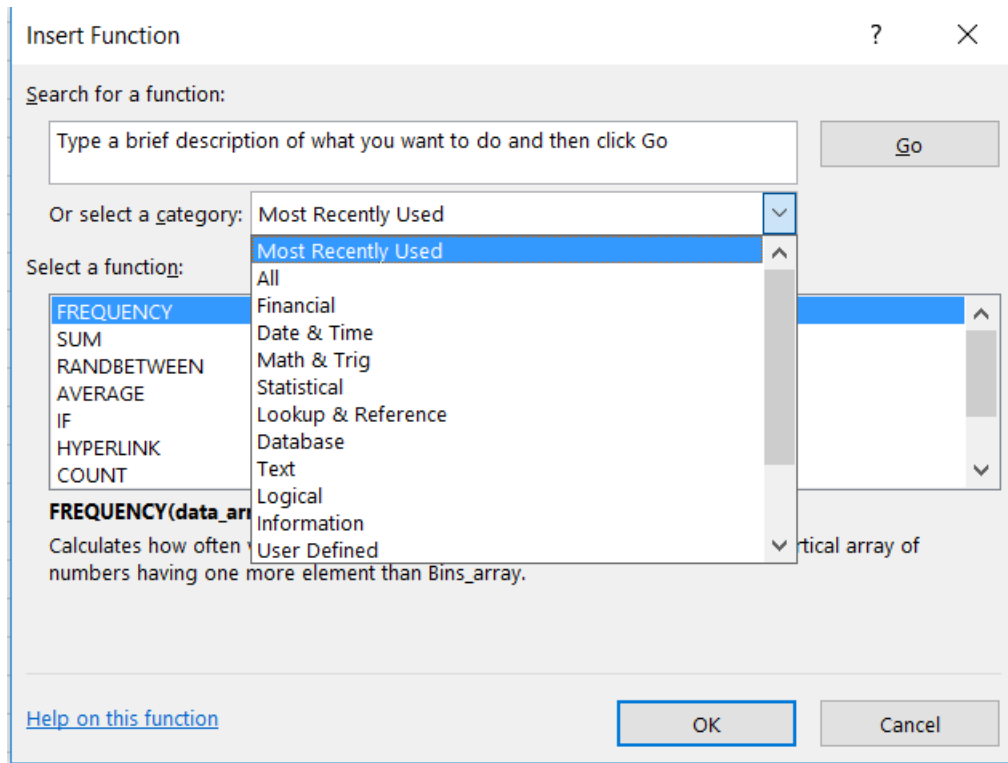 Insert Function
?
Search for a function:
Type a brief description of what you want to do and then click Go
Go
Or select a category:
Most Recently Used
Most Recently Used
All
Financial
Date & Time
Math & Trig
Statistical
Lookup & Reference
Database
Text
Logical
Information
User Defined
Select a function:
FREQUENCY
SUM
RANDBETWEEN
AVERAGE
IF
HYPERLINK
COUNT
FREQUENCY(data_arr
Calculates how often rtical array of
numbers having one more element than Bins_array.
Help on this function
OK
Cancel